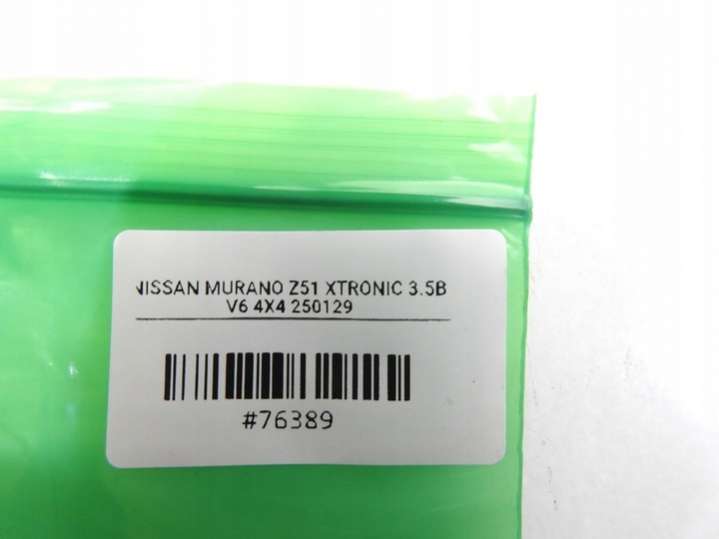 NISSAN MURANO Z51 XTRONIC 3.5B
V6 4X4 250129
#76389